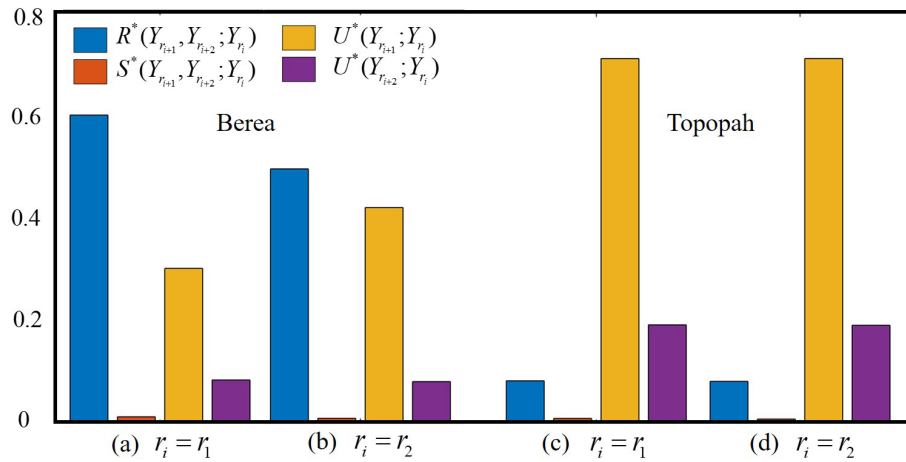 0.8
R*(Y_{r_{i+1}}, Y_{r_{i+2}}; Y_{r_i}) U*(Y_{r_{i+1}}; Y_{r_i})
S*(Y_{r_{i+1}}, Y_{r_{i+2}}; Y_{r_i}) U*(Y_{r_{i+2}}; Y_{r_i})
0.6
Berea Topopah
0.4
0.2
0
(a) r_i = r_1 (b) r_i = r_2 (c) r_i = r_1 (d) r_i = r_2